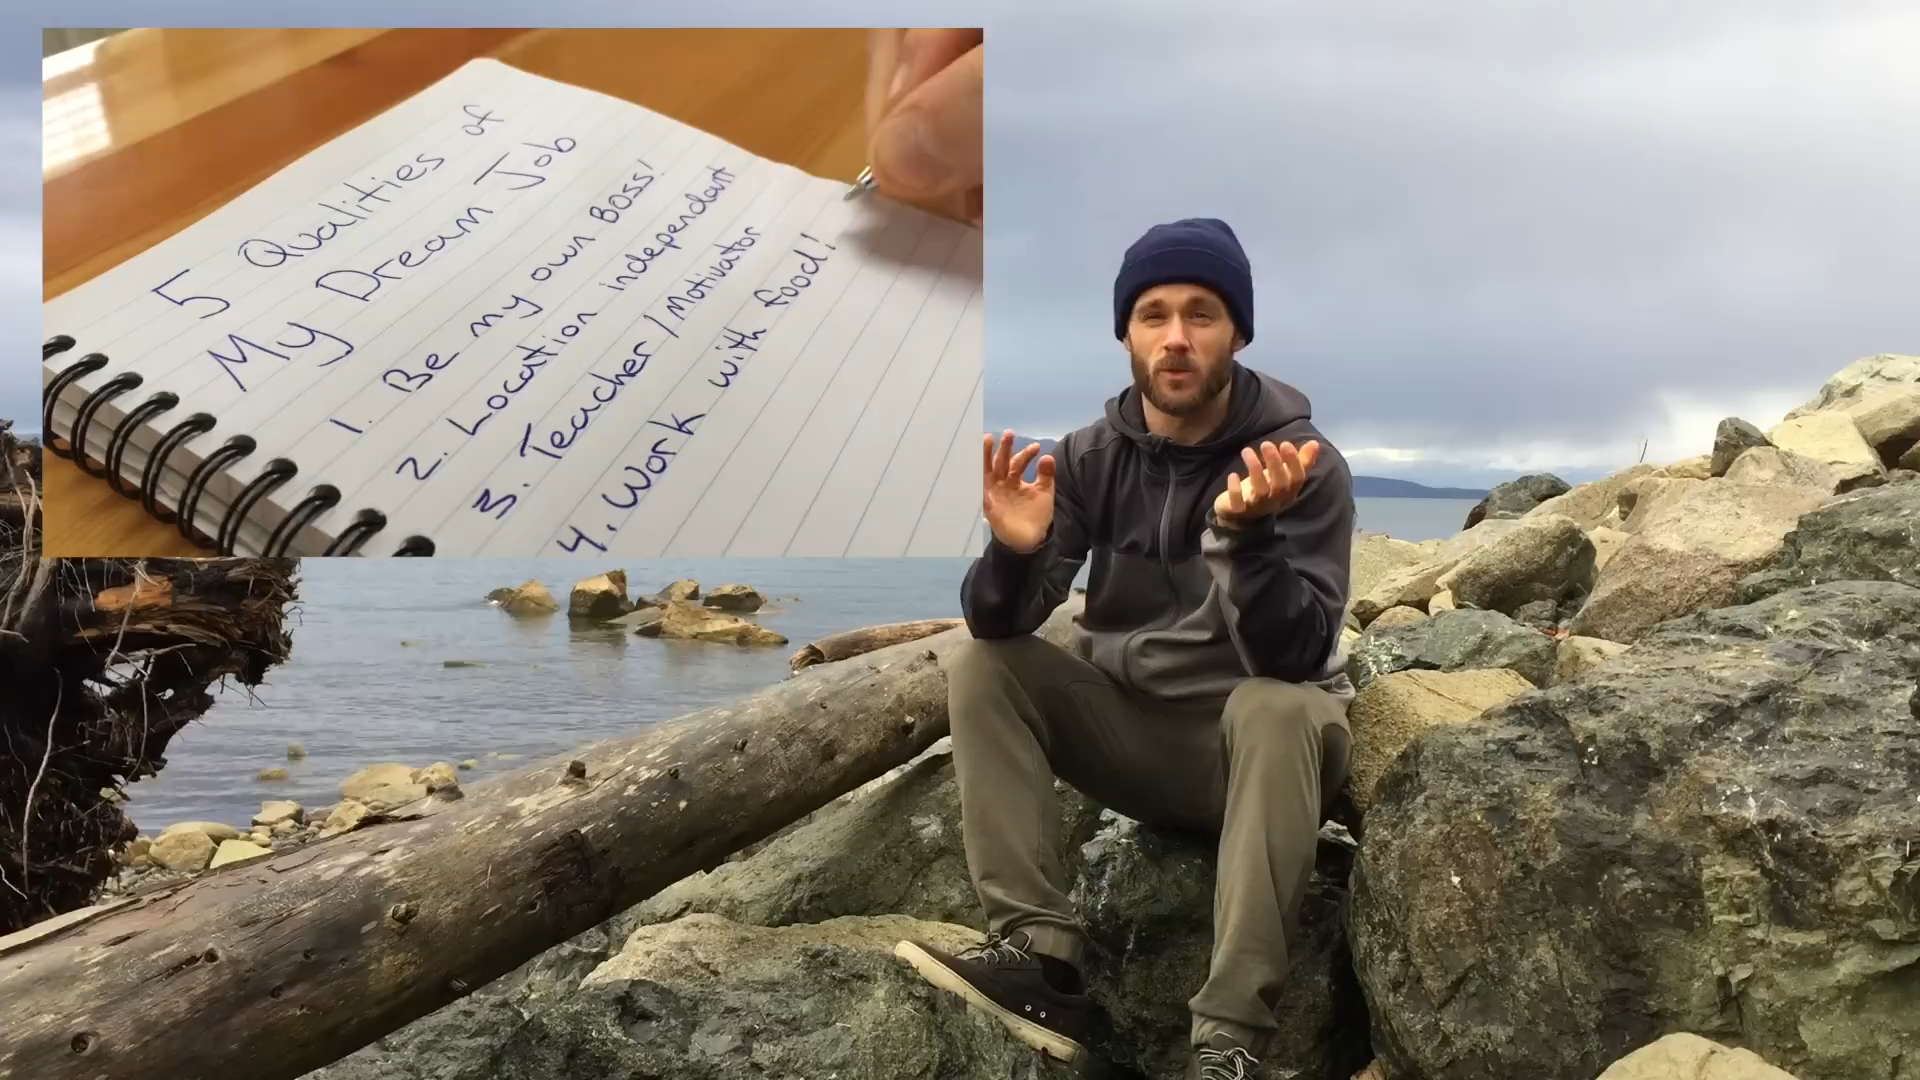 5 Qualities of
My Dream Job
1. Be my own Boss!
2. Location independant
3. Teacher / Motivator
4. Work with food!